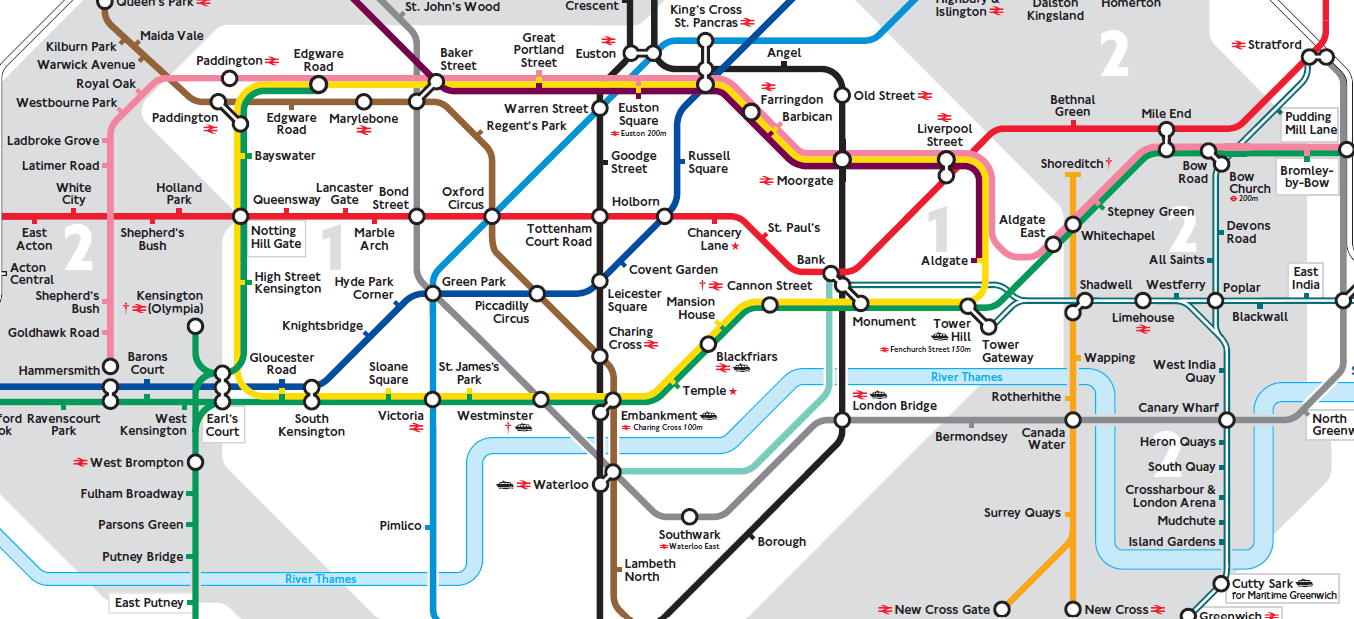 Queen's Park
St. John's Wood
Crescent
King's Cross
St. Pancras
Highbury &
Islington
Dalston
Kingsland
Homerton
Kilburn Park
Maida Vale
Warwick Avenue
Royal Oak
Westbourne Park
Paddington
Edgware
Road
Baker
Street
Great
Portland
Street
Euston
Angel
2
Stratford
Paddington
Edgware
Road
Marylebone
Warren Street
Regent's Park
Euston
Square
Euston 200m
Farringdon
Barbican
Old Street
Liverpool
Street
Bethnal
Green
Mile End
Pudding
Mill Lane
Ladbroke Grove
Latimer Road
Bayswater
Goodge
Street
Russell
Square
Moorgate
Shoreditch †
Bow
Road
Bow
Church
200m
Bromley-
by-Bow
White
City
Holland
Park
Queensway
Lancaster
Gate
Bond
Street
Oxford
Circus
Holborn
Stepney Green
East
Acton
2
Shepherd's
Bush
Notting
Hill Gate
1
Marble
Arch
Tottenham
Court Road
Chancery
Lane
St. Paul's
1
Aldgate
East
Whitechapel
2
Devons
Road
Acton
Central
Bank
Aldgate
All Saints
Shepherd's
Bush
Kensington
† (Olympia)
High Street
Kensington
Hyde Park
Corner
Green Park
Piccadilly
Circus
Covent Garden
Leicester
Square
Mansion
House
† Cannon Street
Shadwell
Westferry
Poplar
East
India
Goldhawk Road
Knightsbridge
Charing
Cross
Monument
Tower
Hill
Fenchurch Street 150m
Tower
Gateway
Limehouse
Blackwall
Hammersmith
Barons
Court
Gloucester
Road
Sloane
Square
St. James's
Park
Blackfriars
Temple
River Thames
Wapping
West India
Quay
Rotherhithe
Ravenscourt
Park
West
Kensington
Earl's
Court
South
Kensington
Victoria
Westminster
†
Embankment
Charing Cross 100m
London Bridge
Bermondsey
Canada
Water
Canary Wharf
North
Heron Quays
2
West Brompton
Waterloo
South Quay
Fulham Broadway
Crossharbour &
London Arena
Parsons Green
Pimlico
Southwark
Waterloo East
Borough
Surrey Quays
Mudchute
Island Gardens
Putney Bridge
River Thames
Lambeth
North
East Putney
New Cross Gate
New Cross
Cutty Sark
for Maritime Greenwich
Greenwich